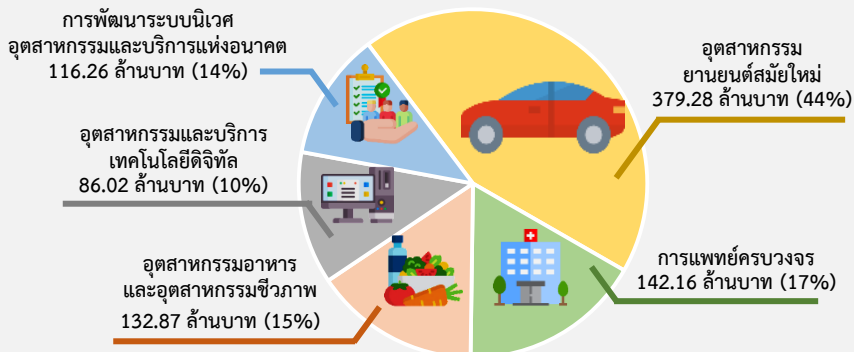 การพัฒนาระบบนิเวศ
อุตสาหกรรมและบริการแห่งอนาคต
116.26 ล้านบาท (14%)
อุตสาหกรรม
ยานยนต์สมัยใหม่
379.28 ล้านบาท (44%)
อุตสาหกรรมและบริการ
เทคโนโลยีดิจิทัล
86.02 ล้านบาท (10%)
การแพทย์ครบวงจร
142.16 ล้านบาท (17%)
อุตสาหกรรมอาหาร
และอุตสาหกรรมชีวภาพ
132.87 ล้านบาท (15%)